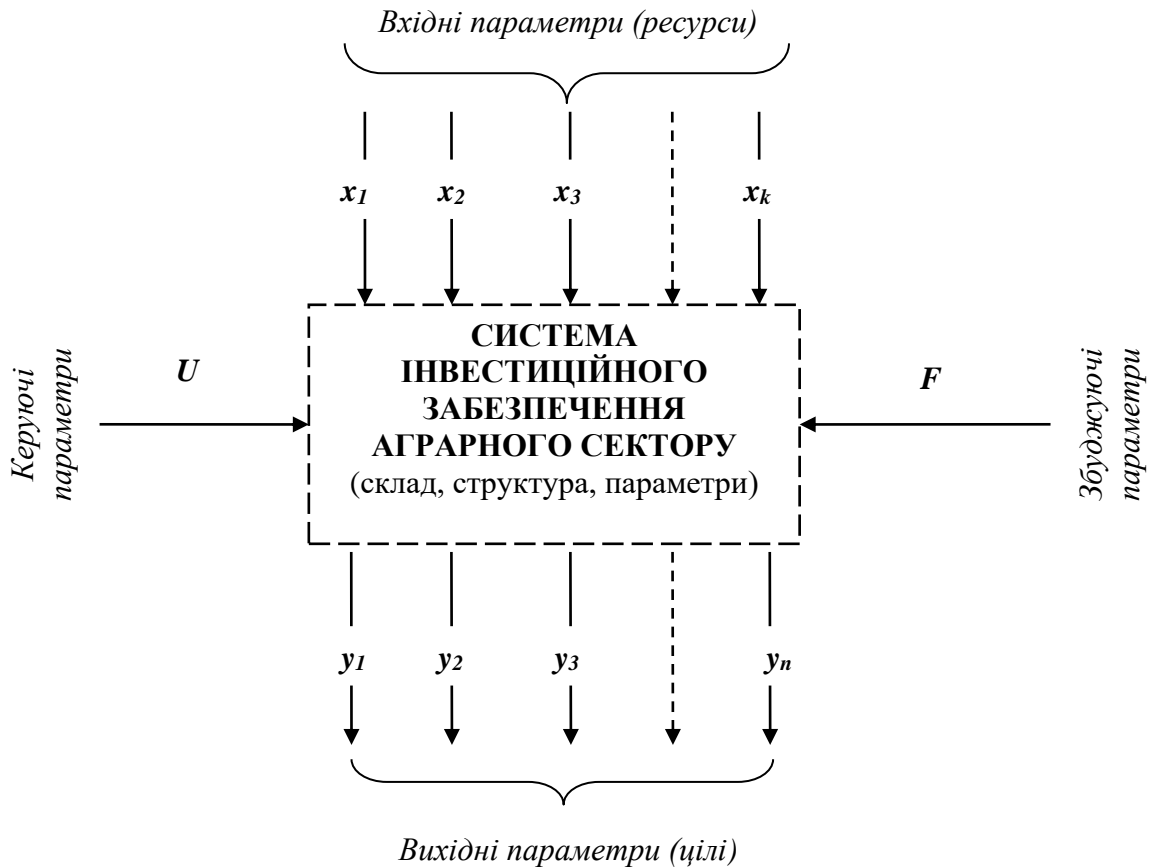 Вхідні параметри (ресурси)
x1 x2 x3 xk
Керуючі
параметри
U
СИСТЕМА
ІНВЕСТИЦІЙНОГО
ЗАБЕЗПЕЧЕННЯ
АГРАРНОГО СЕКТОРУ
(склад, структура, параметри)
F
Збуджуючі
параметри
y1 y2 y3 yn
Вихідні параметри (цілі)